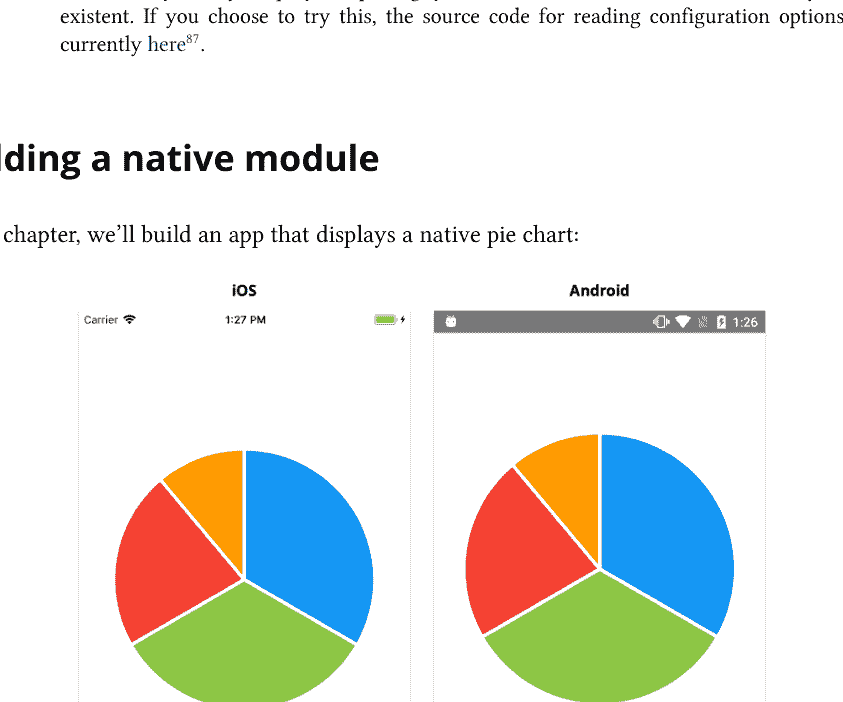 existent. If you choose to try this, the source code for reading configuration options
currently here87.
ding a native module
chapter, we’ll build an app that displays a native pie chart:
iOS Android
Carrier 1:27 PM 1:26